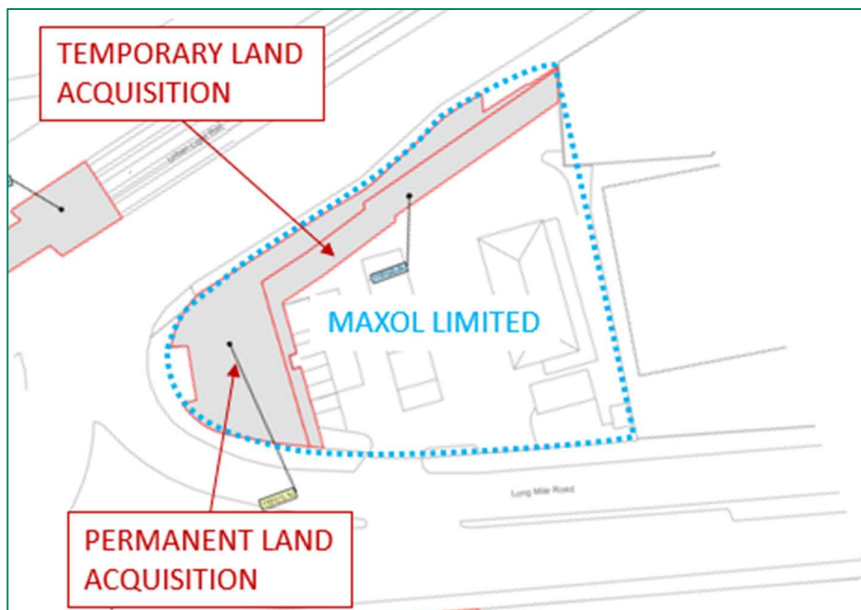 TEMPORARY LAND
ACQUISITION
MAXOL LIMITED
Long Mile Road
PERMANENT LAND
ACQUISITION